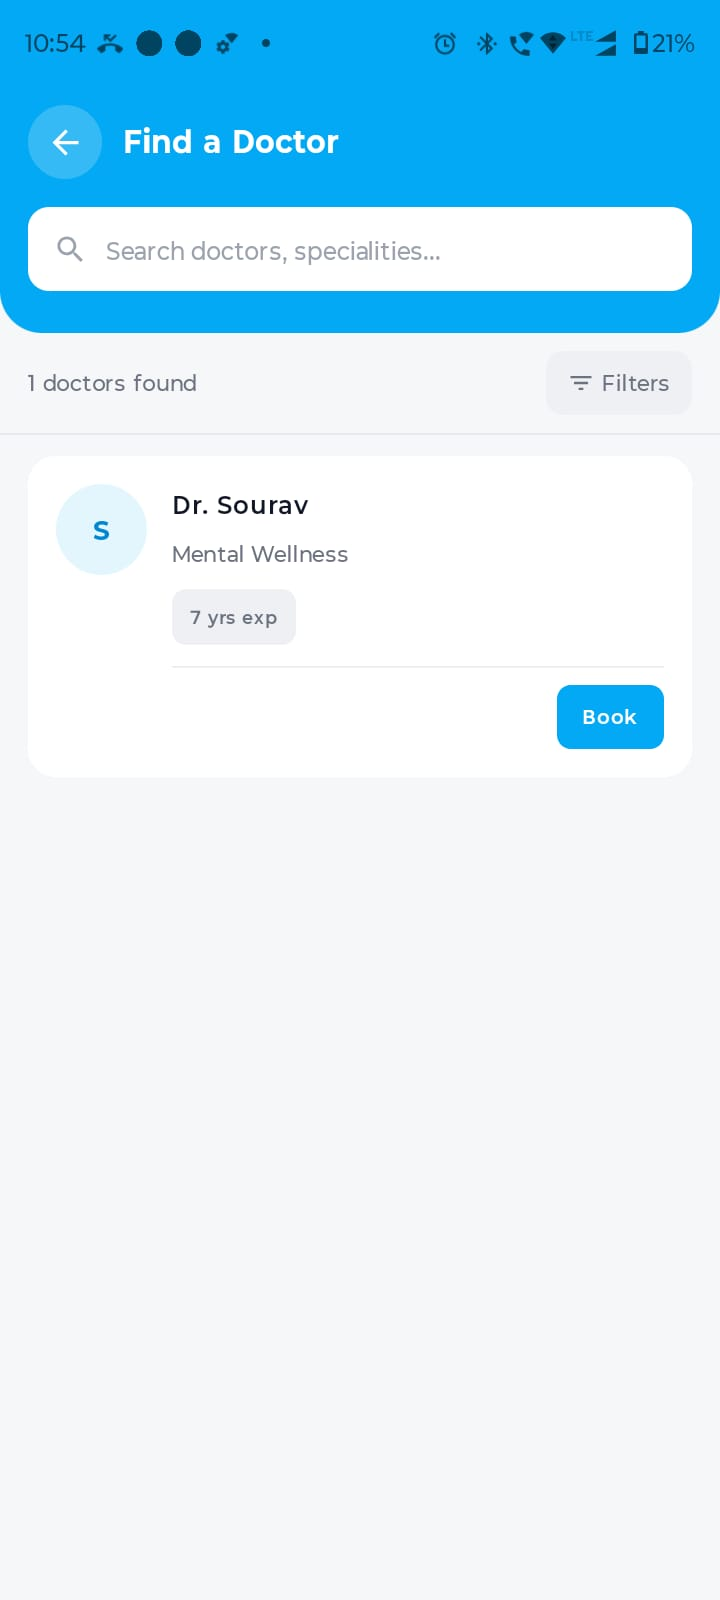 10:54 LTE 21%
Find a Doctor
Search doctors, specialities...
1 doctors found
Filters
S
Dr. Sourav
Mental Wellness
7 yrs exp
Book